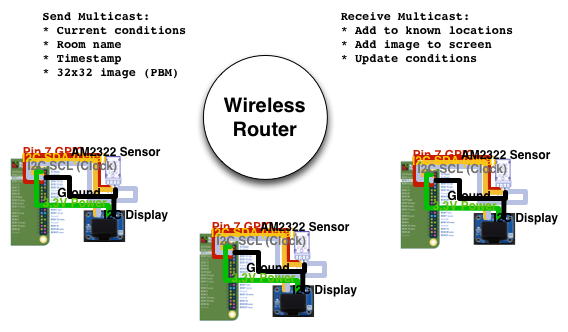 Send Multicast:
* Current conditions
* Room name
* Timestamp
* 32x32 image (PBM)
Receive Multicast:
* Add to known locations
* Add image to screen
* Update conditions
Wireless
Router
Pin 7 GP AM2322 Sensor
I2C SCL (Clock)
Ground
3V Power
I2C Display
Pin 7 GP AM2322 Sensor
I2C SCL (Clock)
Ground
3V Power
I2C Display
Pin 7 GP AM2322 Sensor
I2C SCL (Clock)
Ground
3V Power
I2C Display